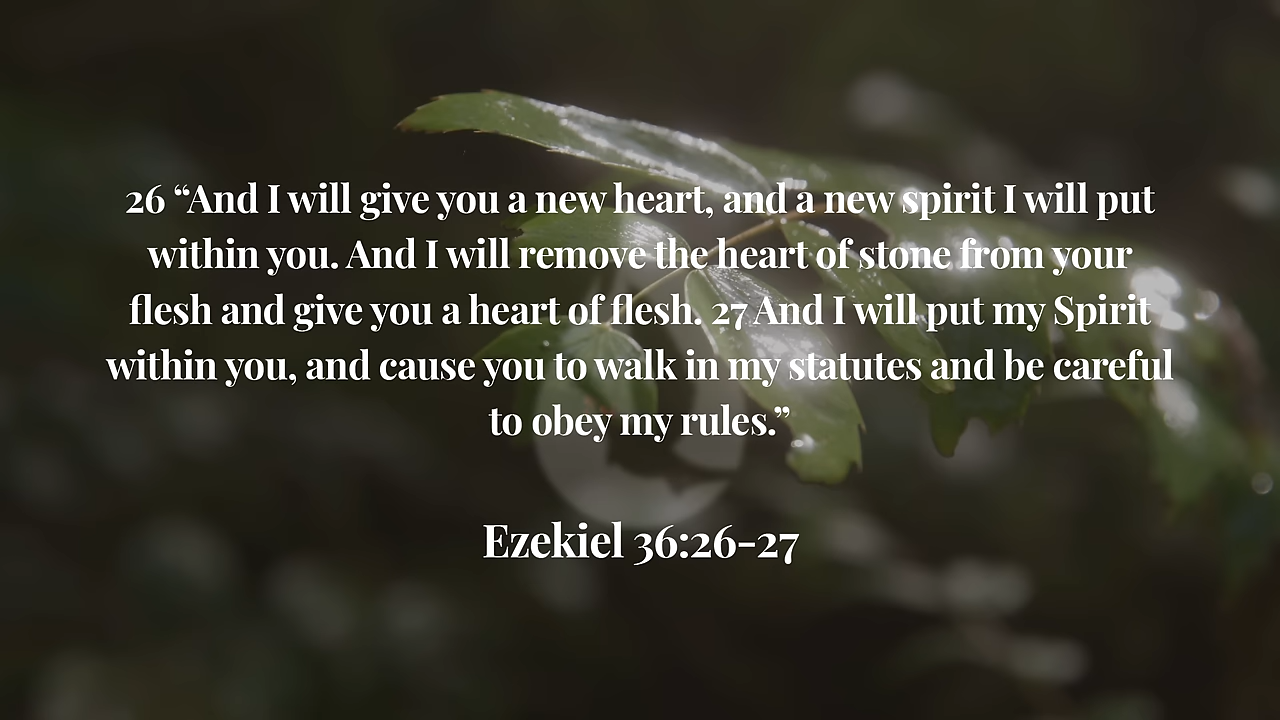 26 “And I will give you a new heart, and a new spirit I will put
within you. And I will remove the heart of stone from your
flesh and give you a heart of flesh. 27 And I will put my Spirit
within you, and cause you to walk in my statutes and be careful
to obey my rules.”
Ezekiel 36:26-27